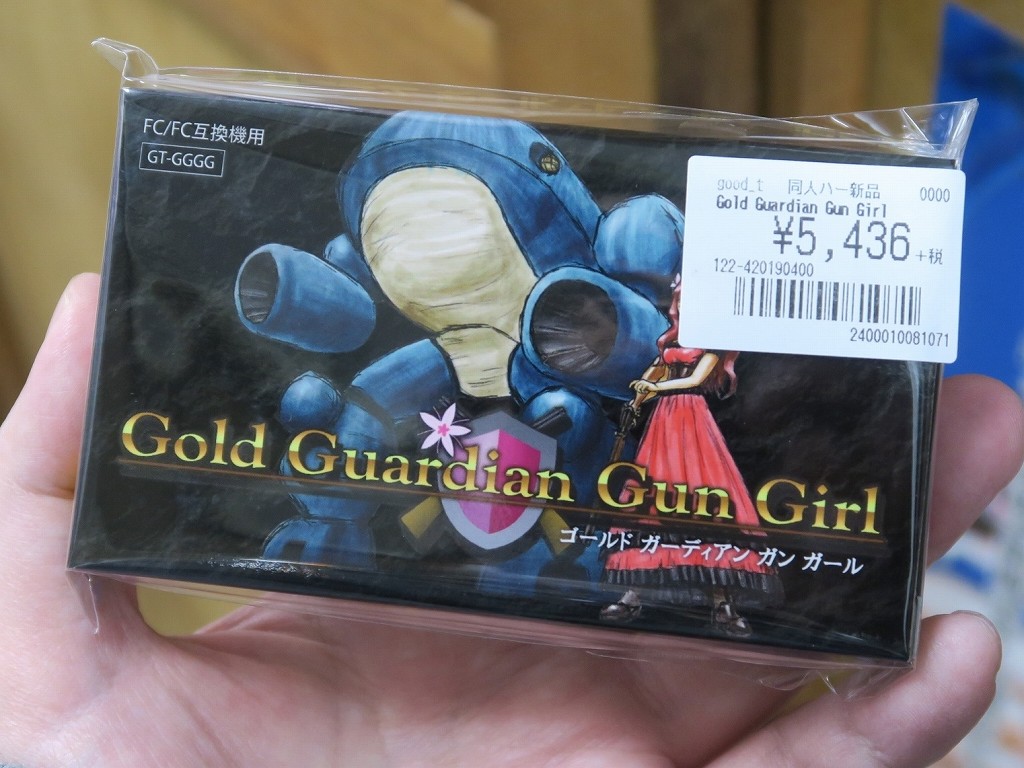 FC/FC互換機用
GT-GGGG
good_t 同人ハー新品 0000
Gold Guardian Gun Girl
¥5,436 +税
122-420190400
2400010081071
Gold Guardian Gun Girl
ゴールド ガーディアン ガン ガール